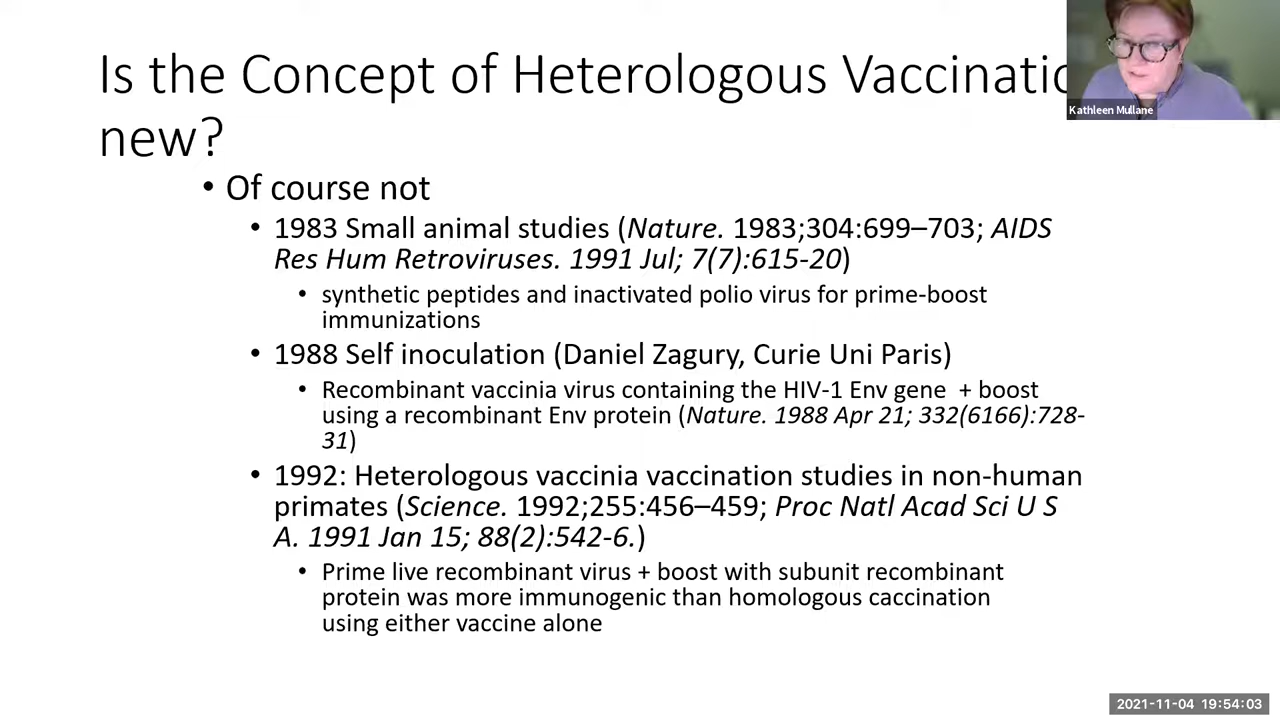 Is the Concept of Heterologous Vaccinatio
new?
Kathleen Mullane
• Of course not
• 1983 Small animal studies (Nature. 1983;304:699–703; AIDS
Res Hum Retroviruses. 1991 Jul; 7(7):615-20)
• synthetic peptides and inactivated polio virus for prime-boost
immunizations
• 1988 Self inoculation (Daniel Zagury, Curie Uni Paris)
• Recombinant vaccinia virus containing the HIV-1 Env gene + boost
using a recombinant Env protein (Nature. 1988 Apr 21; 332(6166):728-
31)
• 1992: Heterologous vaccinia vaccination studies in non-human
primates (Science. 1992;255:456–459; Proc Natl Acad Sci U S
A. 1991 Jan 15; 88(2):542-6.)
• Prime live recombinant virus + boost with subunit recombinant
protein was more immunogenic than homologous caccination
using either vaccine alone
2021-11-04 19:54:03